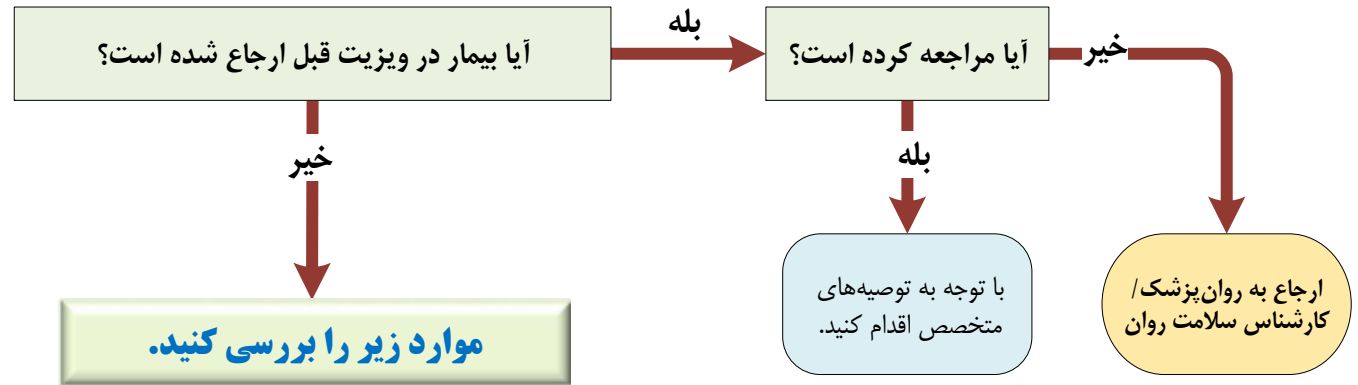 آیا بیمار در ویزیت قبل ارجاع شده است؟
بله
آیا مراجعه کرده است؟
خیر
خیر
بله
موارد زیر را بررسی کنید.
با توجه به توصیه‌های
متخصص اقدام کنید.
ارجاع به روان‌پزشک/
کارشناس سلامت روان